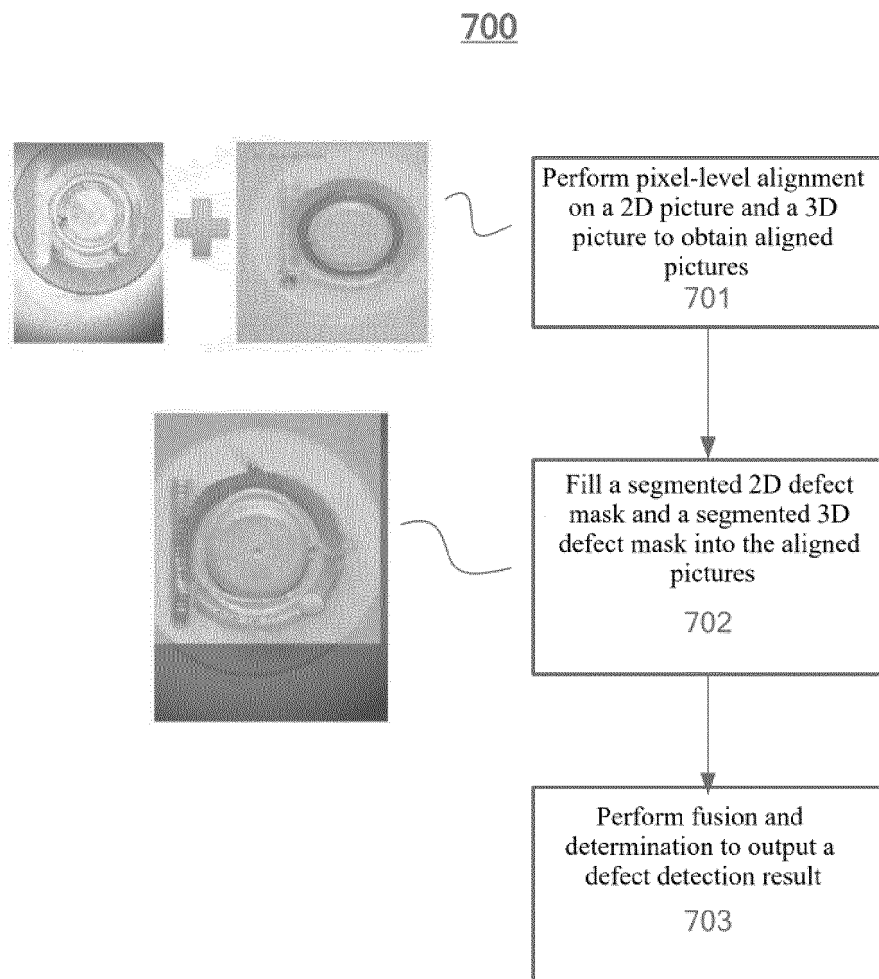 700
Perform pixel-level alignment
on a 2D picture and a 3D
picture to obtain aligned
pictures
701
Fill a segmented 2D defect
mask and a segmented 3D
defect mask into the aligned
pictures
702
Perform fusion and
determination to output a
defect detection result
703